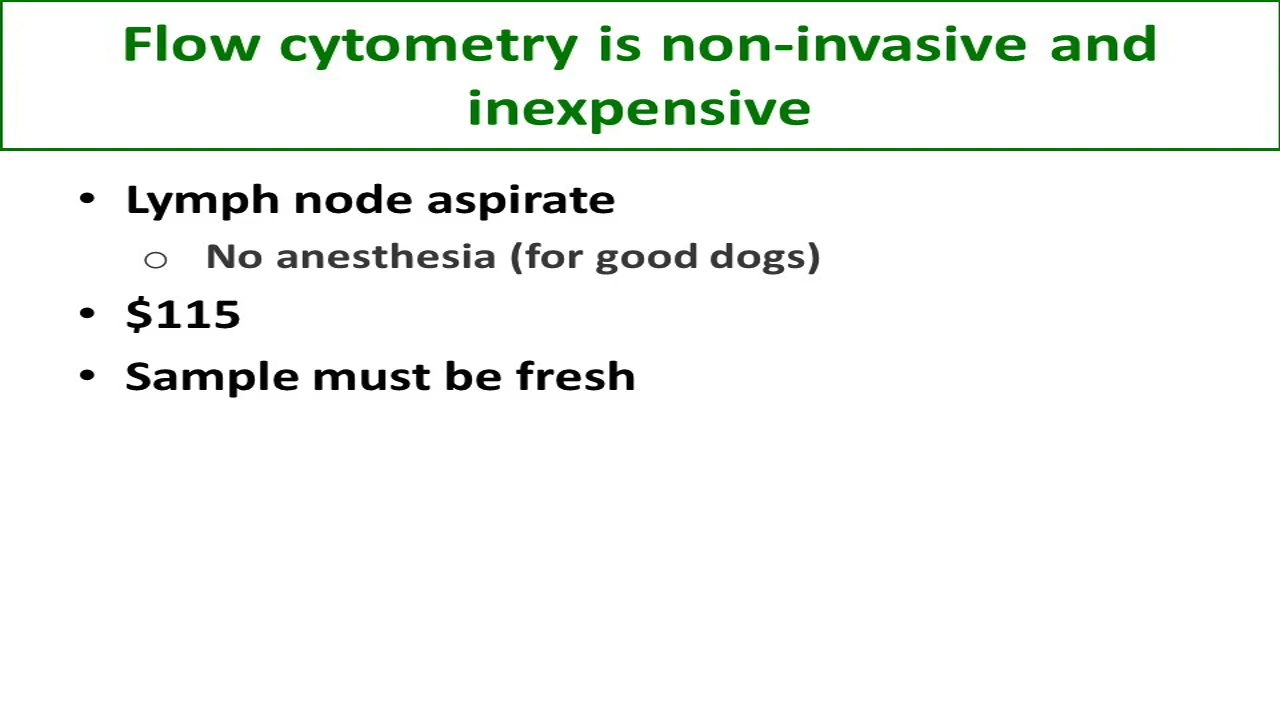 Flow cytometry is non-invasive and
inexpensive
• Lymph node aspirate
o No anesthesia (for good dogs)
• $115
• Sample must be fresh